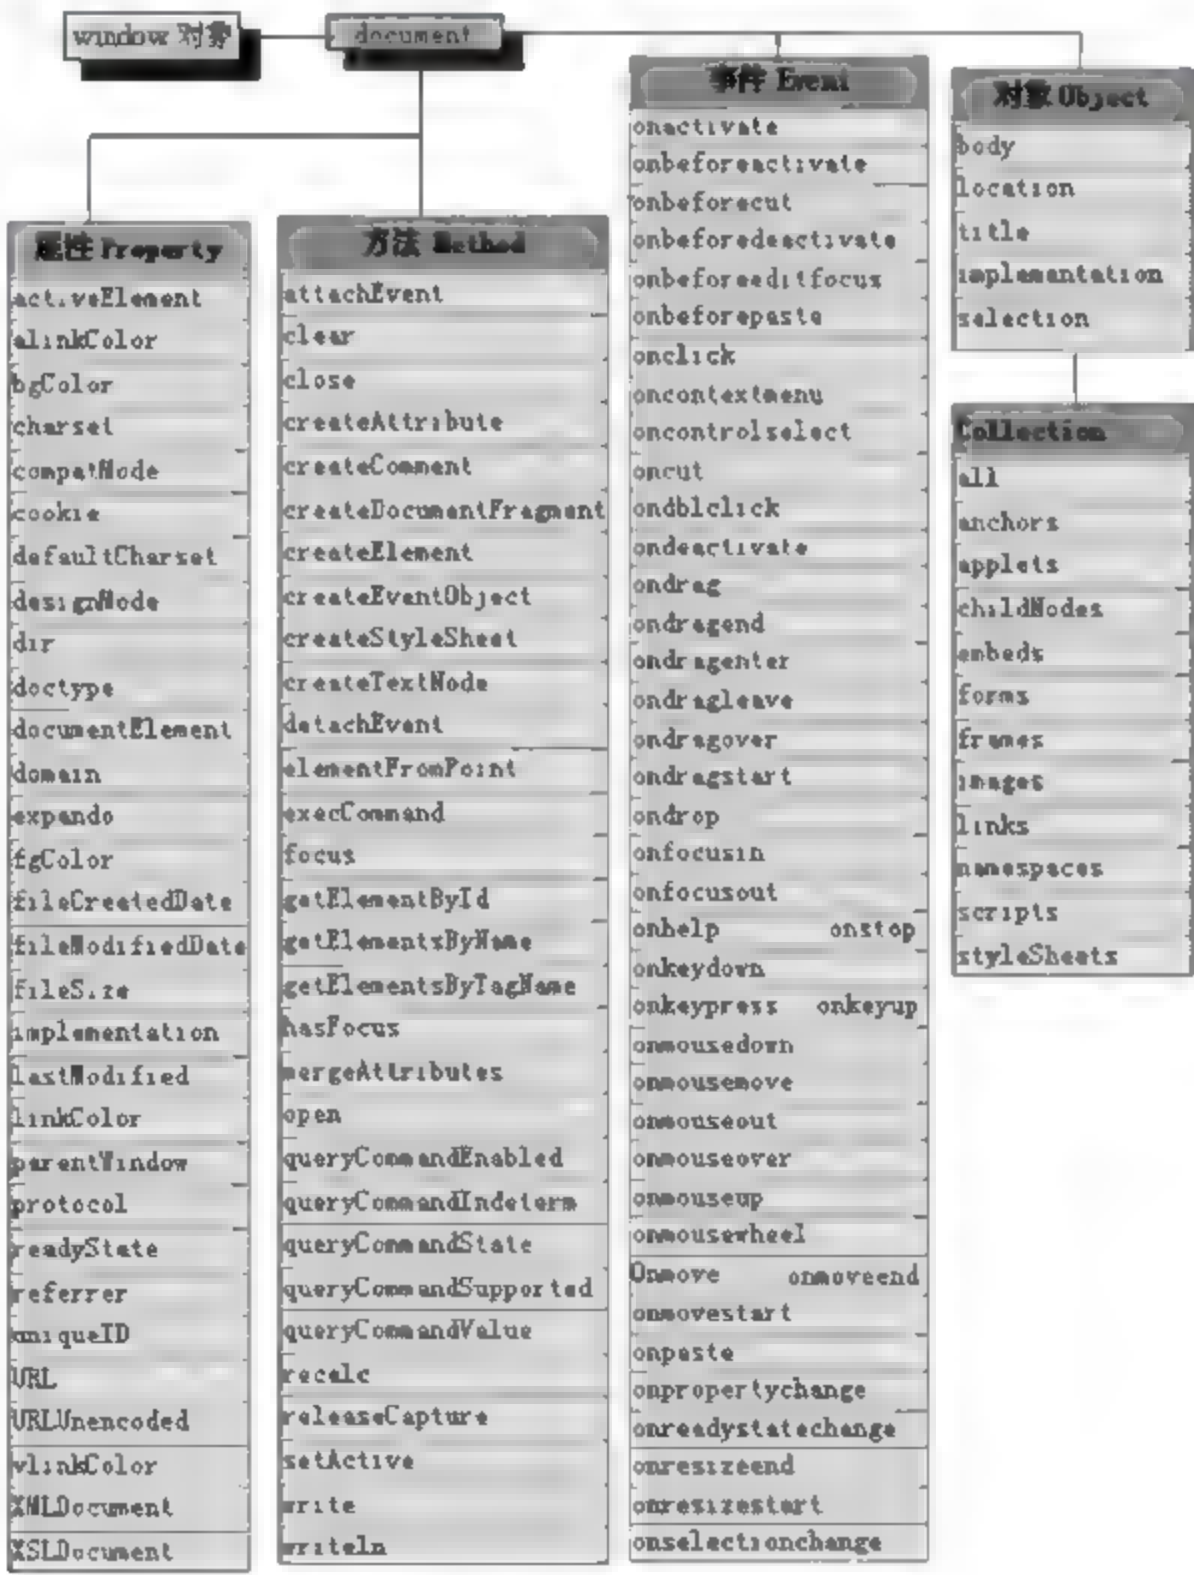 window 对象
document
属性 Property
activeElement
alinkColor
bgColor
charset
compatMode
cookie
defaultCharset
designMode
dir
doctype
documentElement
domain
expando
fgColor
fileCreatedDate
fileModifiedDate
fileSize
implementation
lastModified
linkColor
parentWindow
protocol
readyState
referrer
uniqueID
URL
URLUnencoded
vlinkColor
XMLDocument
XSLDocument
方法 Method
attachEvent
clear
close
createAttribute
createComment
createDocumentFragment
createElement
createEventObject
createStyleSheet
createTextNode
detachEvent
elementFromPoint
execCommand
focus
getElementById
getElementsByName
getElementsByTagName
hasFocus
mergeAttributes
open
queryCommandEnabled
queryCommandIndeterm
queryCommandState
queryCommandSupported
queryCommandValue
recalc
releaseCapture
setActive
write
writeln
事件 Event
onactivate
onbeforeactivate
onbeforecut
onbeforedeactivate
onbeforeeditfocus
onbeforepaste
onclick
oncontextmenu
oncontrolselect
oncut
ondblclick
ondeactivate
ondrag
ondragend
ondragenter
ondragleave
ondragover
ondragstart
ondrop
onfocusin
onfocusout
onhelp onstop
onkeydown
onkeypress onkeyup
onmousedown
onmousemove
onmouseout
onmouseover
onmouseup
onmousewheel
Onmove onmoveend
onmovestart
onpaste
onpropertychange
onreadystatechange
onresizeend
onresizestart
onselectionchange
对象 Object
body
location
title
implementation
selection
Collection
all
anchors
applets
childNodes
embeds
forms
frames
images
links
namespaces
scripts
styleSheets